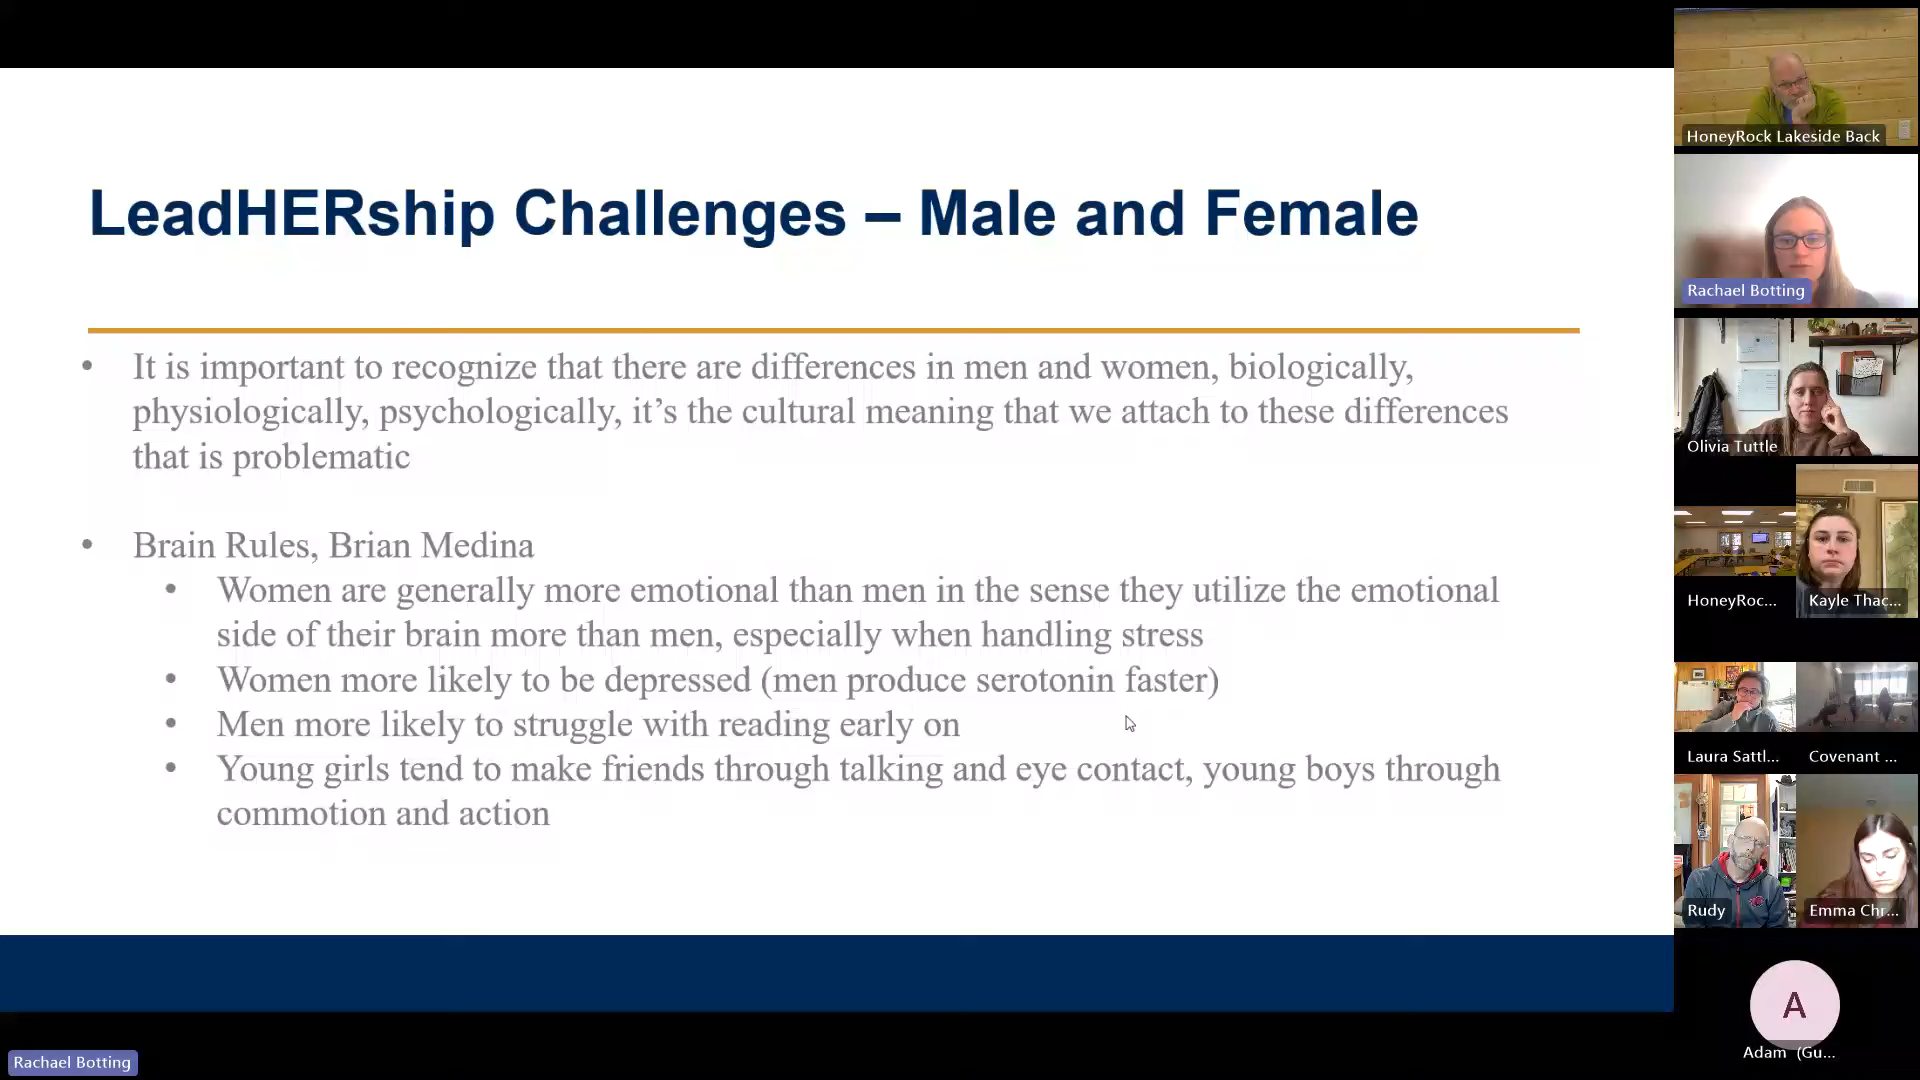 LeadHERship Challenges – Male and Female
• It is important to recognize that there are differences in men and women, biologically,
physiologically, psychologically, it’s the cultural meaning that we attach to these differences
that is problematic
• Brain Rules, Brian Medina
• Women are generally more emotional than men in the sense they utilize the emotional
side of their brain more than men, especially when handling stress
• Women more likely to be depressed (men produce serotonin faster)
• Men more likely to struggle with reading early on
• Young girls tend to make friends through talking and eye contact, young boys through
commotion and action
Rachael Botting
HoneyRock Lakeside Back
Rachael Botting
Olivia Tuttle
HoneyRoc...
Kayle Thac...
Laura Sattl...
Covenant ...
Rudy
Emma Chr...
A
Adam (Gu...